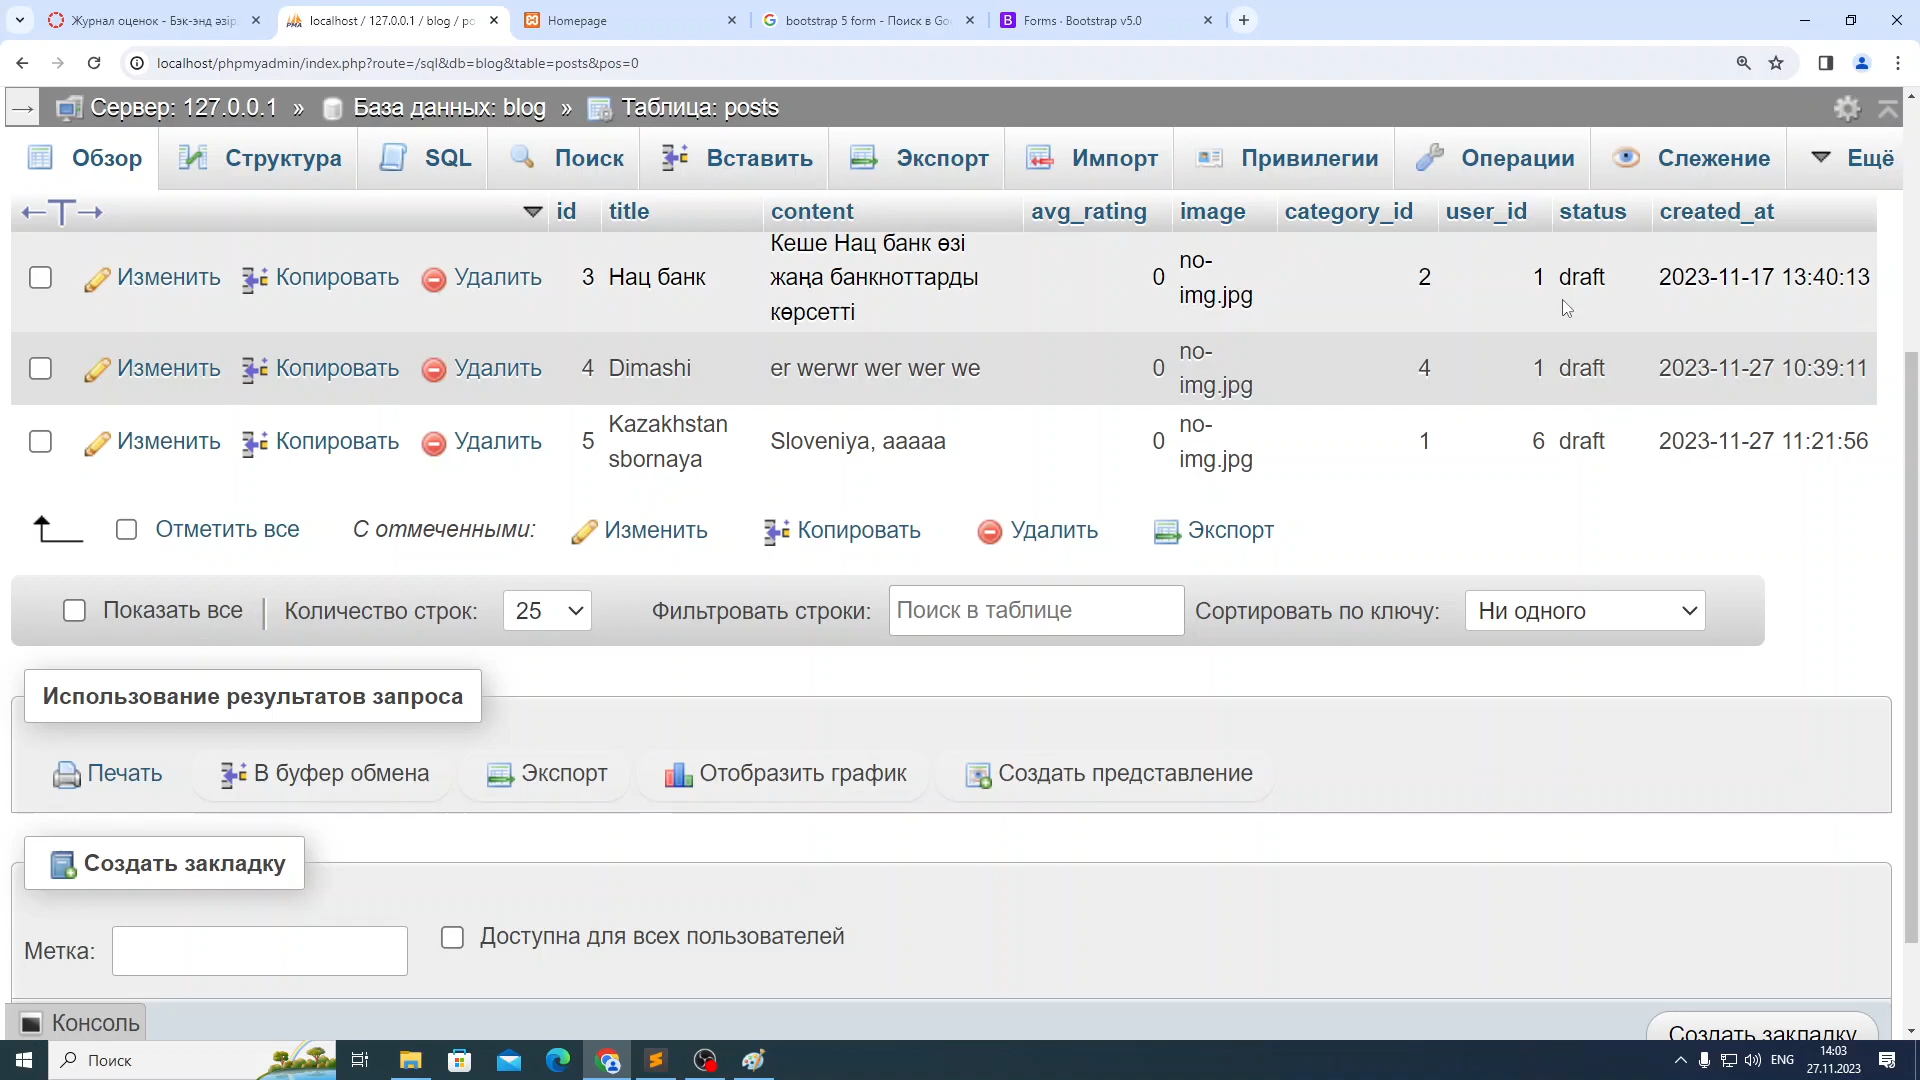 Журнал оценок - Бэк-энд әзір
localhost / 127.0.0.1 / blog / po
Homepage
bootstrap 5 form - Поиск в Goo
Forms · Bootstrap v5.0
localhost/phpmyadmin/index.php?route=/sql&db=blog&table=posts&pos=0
Сервер: 127.0.0.1 » База данных: blog » Таблица: posts
Обзор Структура SQL Поиск Вставить Экспорт Импорт Привилегии Операции Слежение Ещё
←T→ id title content avg_rating image category_id user_id status created_at
Кеше Нац банк өзі
Изменить Копировать Удалить 3 Нац банк жаңа банкноттарды 0 no- 2 1 draft 2023-11-17 13:40:13
img.jpg
көрсетті
no-
Изменить Копировать Удалить 4 Dimashi er werwr wer wer we 0 4 1 draft 2023-11-27 10:39:11
img.jpg
Kazakhstan no-
Изменить Копировать Удалить 5 Sloveniya, aaaaa 0 1 6 draft 2023-11-27 11:21:56
sbornaya img.jpg
Отметить все С отмеченными: Изменить Копировать Удалить Экспорт
Показать все Количество строк: 25 Фильтровать строки: Поиск в таблице Сортировать по ключу: Ни одного
Использование результатов запроса
Печать В буфер обмена Экспорт Отобразить график Создать представление
Создать закладку
Метка: Доступна для всех пользователей
Консоль
Создать закладку
Поиск
ENG
14:03
27.11.2023